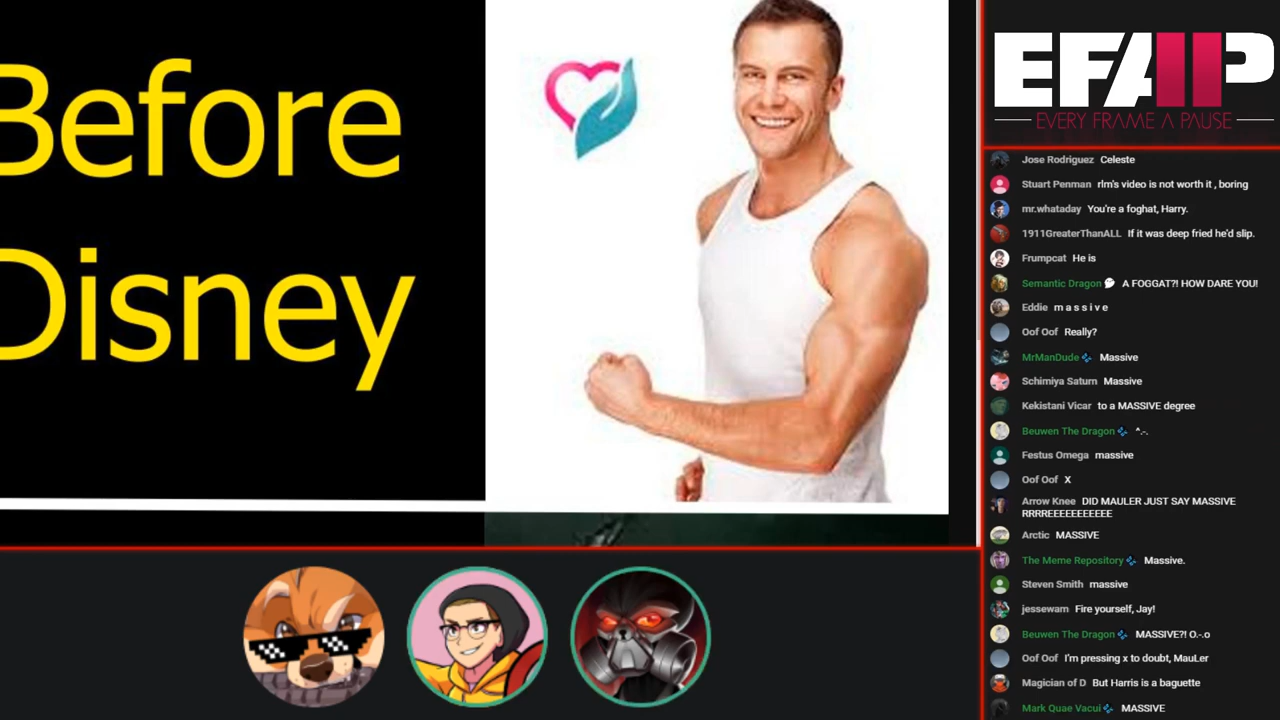 Before
Disney
EFAP
EVERY FRAME A PAUSE
Jose Rodriguez Celeste
Stuart Penman rlm's video is not worth it , boring
mr.whataday You're a foghat, Harry.
1911GreaterThanALL If it was deep fried he'd slip.
Frumpcat He is
Semantic Dragon A FOGGAT?! HOW DARE YOU!
Eddie m a s s i v e
Oof Oof Really?
MrManDude Massive
Schimiya Saturn Massive
Kekistani Vicar to a MASSIVE degree
Beuwen The Dragon ^.-.
Festus Omega massive
Oof Oof X
Arrow Knee DID MAULER JUST SAY MASSIVE
RRRREEEEEEEEEEE
Arctic MASSIVE
The Meme Repository Massive.
Steven Smith massive
jessewam Fire yourself, Jay!
Beuwen The Dragon MASSIVE?! O.-.o
Oof Oof I'm pressing x to doubt, MauLer
Magician of D But Harris is a baguette
Mark Quae Vacui MASSIVE